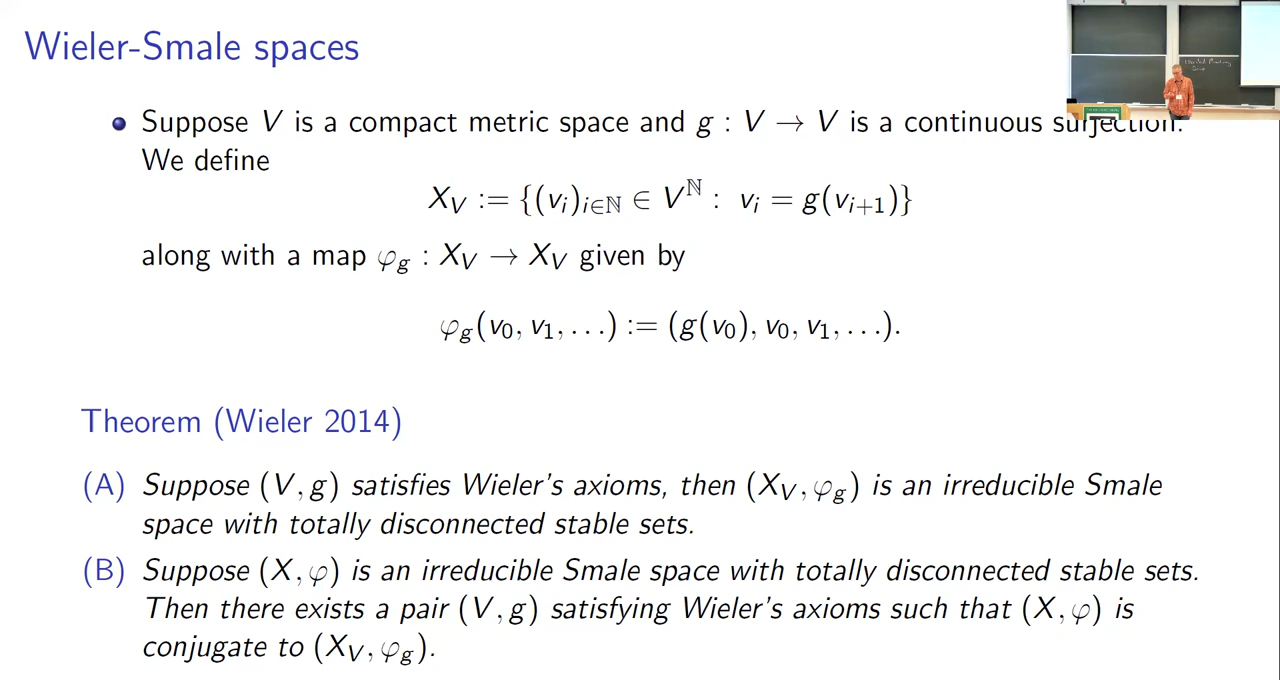 Wieler-Smale spaces
Suppose V is a compact metric space and g : V → V is a continuous surjection.
We define
X_V := {(v_i)_{i∈ℕ} ∈ V^ℕ : v_i = g(v_{i+1})}
along with a map φ_g : X_V → X_V given by
φ_g(v_0, v_1, . . .) := (g(v_0), v_0, v_1, . . .).
Theorem (Wieler 2014)
(A) Suppose (V, g) satisfies Wieler's axioms, then (X_V, φ_g) is an irreducible Smale
space with totally disconnected stable sets.
(B) Suppose (X, φ) is an irreducible Smale space with totally disconnected stable sets.
Then there exists a pair (V, g) satisfying Wieler's axioms such that (X, φ) is
conjugate to (X_V, φ_g).